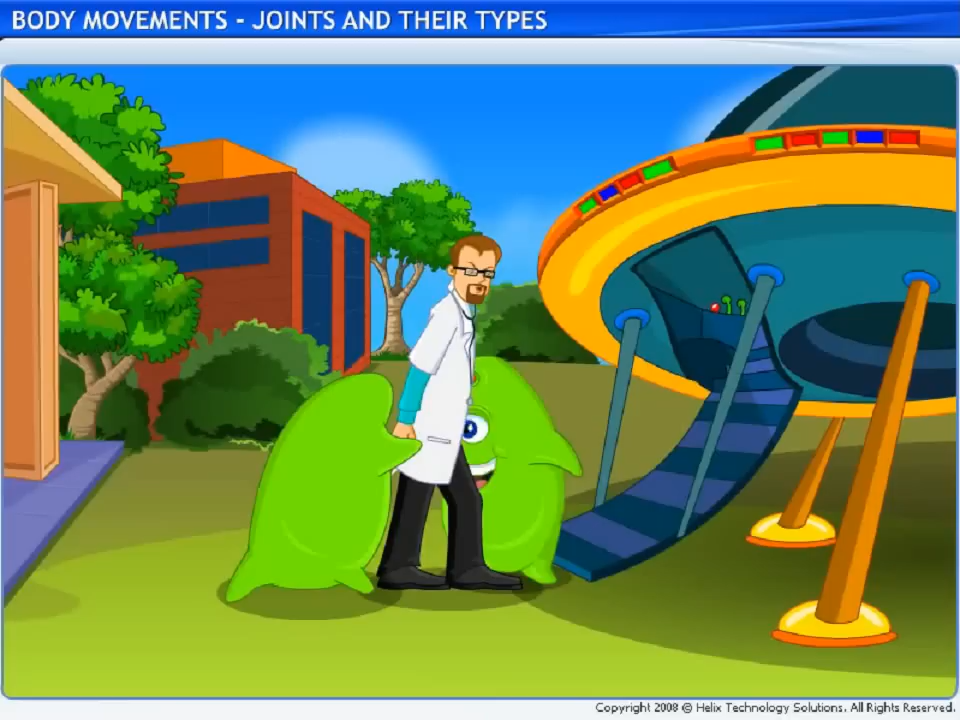 BODY MOVEMENTS - JOINTS AND THEIR TYPES
Copyright 2008 @ Helix Technology Solutions. All Rights Reserved.